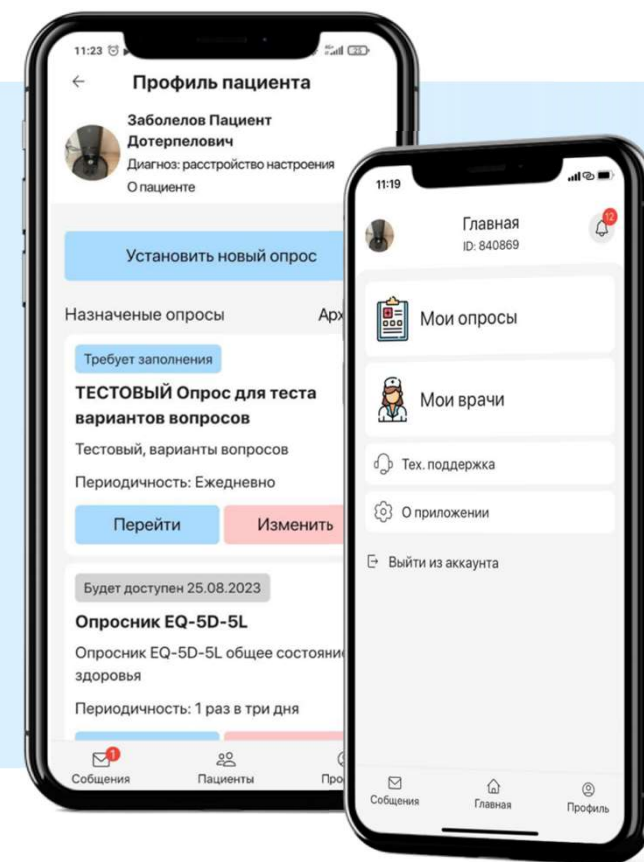 11:23
25
Профиль пациента
Заболелов Пациент
Дотерпелович
Диагноз: расстройство настроения
О пациенте
Установить новый опрос
Назначеные опросы
Требует заполнения
ТЕСТОВЫЙ Опрос для теста
вариантов вопросов
Тестовый, варианты вопросов
Периодичность: Ежедневно
Перейти
Изменить
Будет доступен 25.08.2023
Опросник EQ-5D-5L
Опросник EQ-5D-5L общее состояние
здоровья
Периодичность: 1 раз в три дня
1
Собщения
Пациенты
11:19
Главная
12
ID: 840869
Мои опросы
Мои врачи
Тех. поддержка
О приложении
Выйти из аккаунта
Собщения
Главная
Профиль